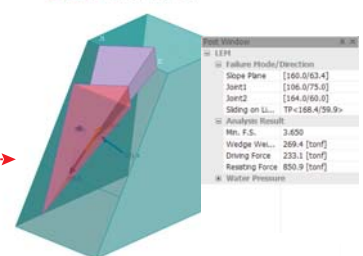 Post Window
LEM
Failure Mode/Direction
Slope Plane [160.0/63.4]
Joint1 [106.0/75.0]
Joint2 [164.0/60.0]
Sliding on Li... TP<168.4/59.9>
Analysis Result
Min. F.S. 3.650
Wedge Wei... 269.4 [tonf]
Driving Force 233.1 [tonf]
Resisting Force 850.9 [tonf]
Water Pressure